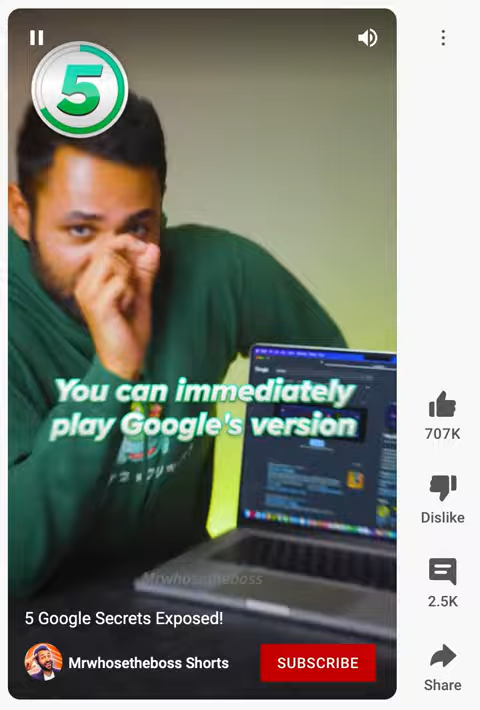 5
You can immediately
play Google's version
Mrwhosetheboss
5 Google Secrets Exposed!
Mrwhosetheboss Shorts
SUBSCRIBE
707K
Dislike
2.5K
Share